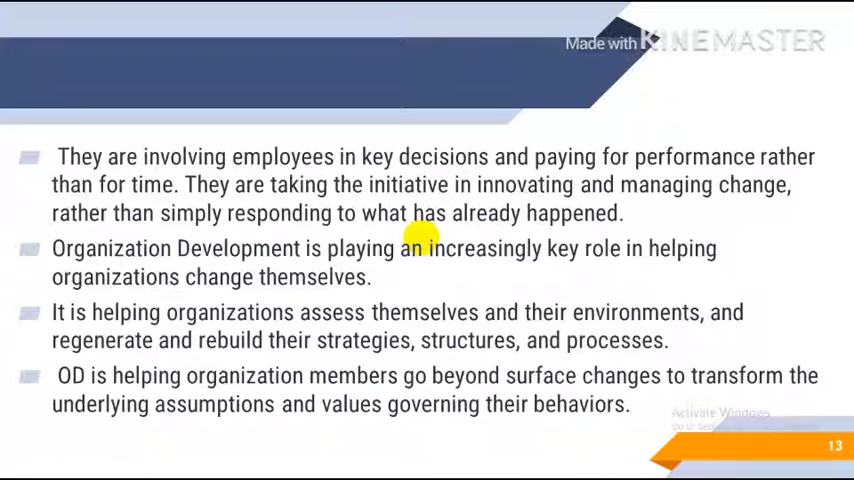 Made with KINEMASTER
They are involving employees in key decisions and paying for performance rather
than for time. They are taking the initiative in innovating and managing change,
rather than simply responding to what has already happened.
Organization Development is playing an increasingly key role in helping
organizations change themselves.
It is helping organizations assess themselves and their environments, and
regenerate and rebuild their strategies, structures, and processes.
OD is helping organization members go beyond surface changes to transform the
underlying assumptions and values governing their behaviors.
Activate Windows
13